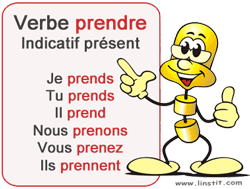 Verbe prendre
Indicatif présent
Je prends
Tu prends
Il prend
Nous prenons
Vous prenez
Ils prennent
www.linstit.com